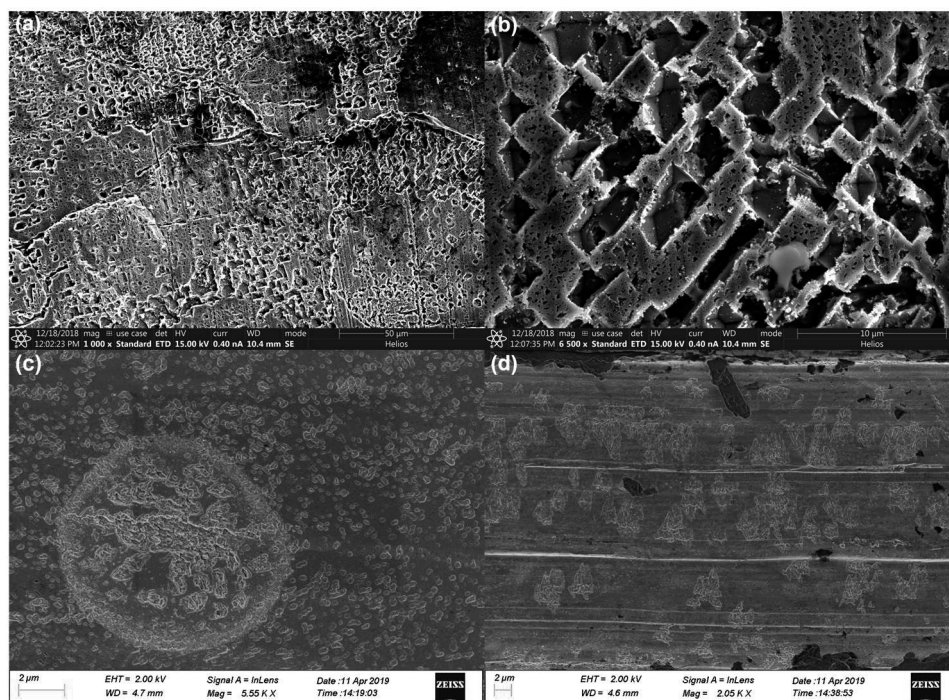 (a)
12/18/2018 mag use case det HV curr WD mode 50 μm
12:02:23 PM 1 000 x Standard ETD 15.00 kV 0.40 nA 10.4 mm SE Helios
(b)
12/18/2018 mag use case det HV curr WD mode 10 μm
12:07:35 PM 6 500 x Standard ETD 15.00 kV 0.40 nA 10.4 mm SE Helios
(c)
2 μm EHT = 2.00 kV Signal A = InLens Date :11 Apr 2019
WD = 4.7 mm Mag = 5.55 K X Time :14:19:03 ZEISS
(d)
2 μm EHT = 2.00 kV Signal A = InLens Date :11 Apr 2019
WD = 4.6 mm Mag = 2.05 K X Time :14:38:53 ZEISS